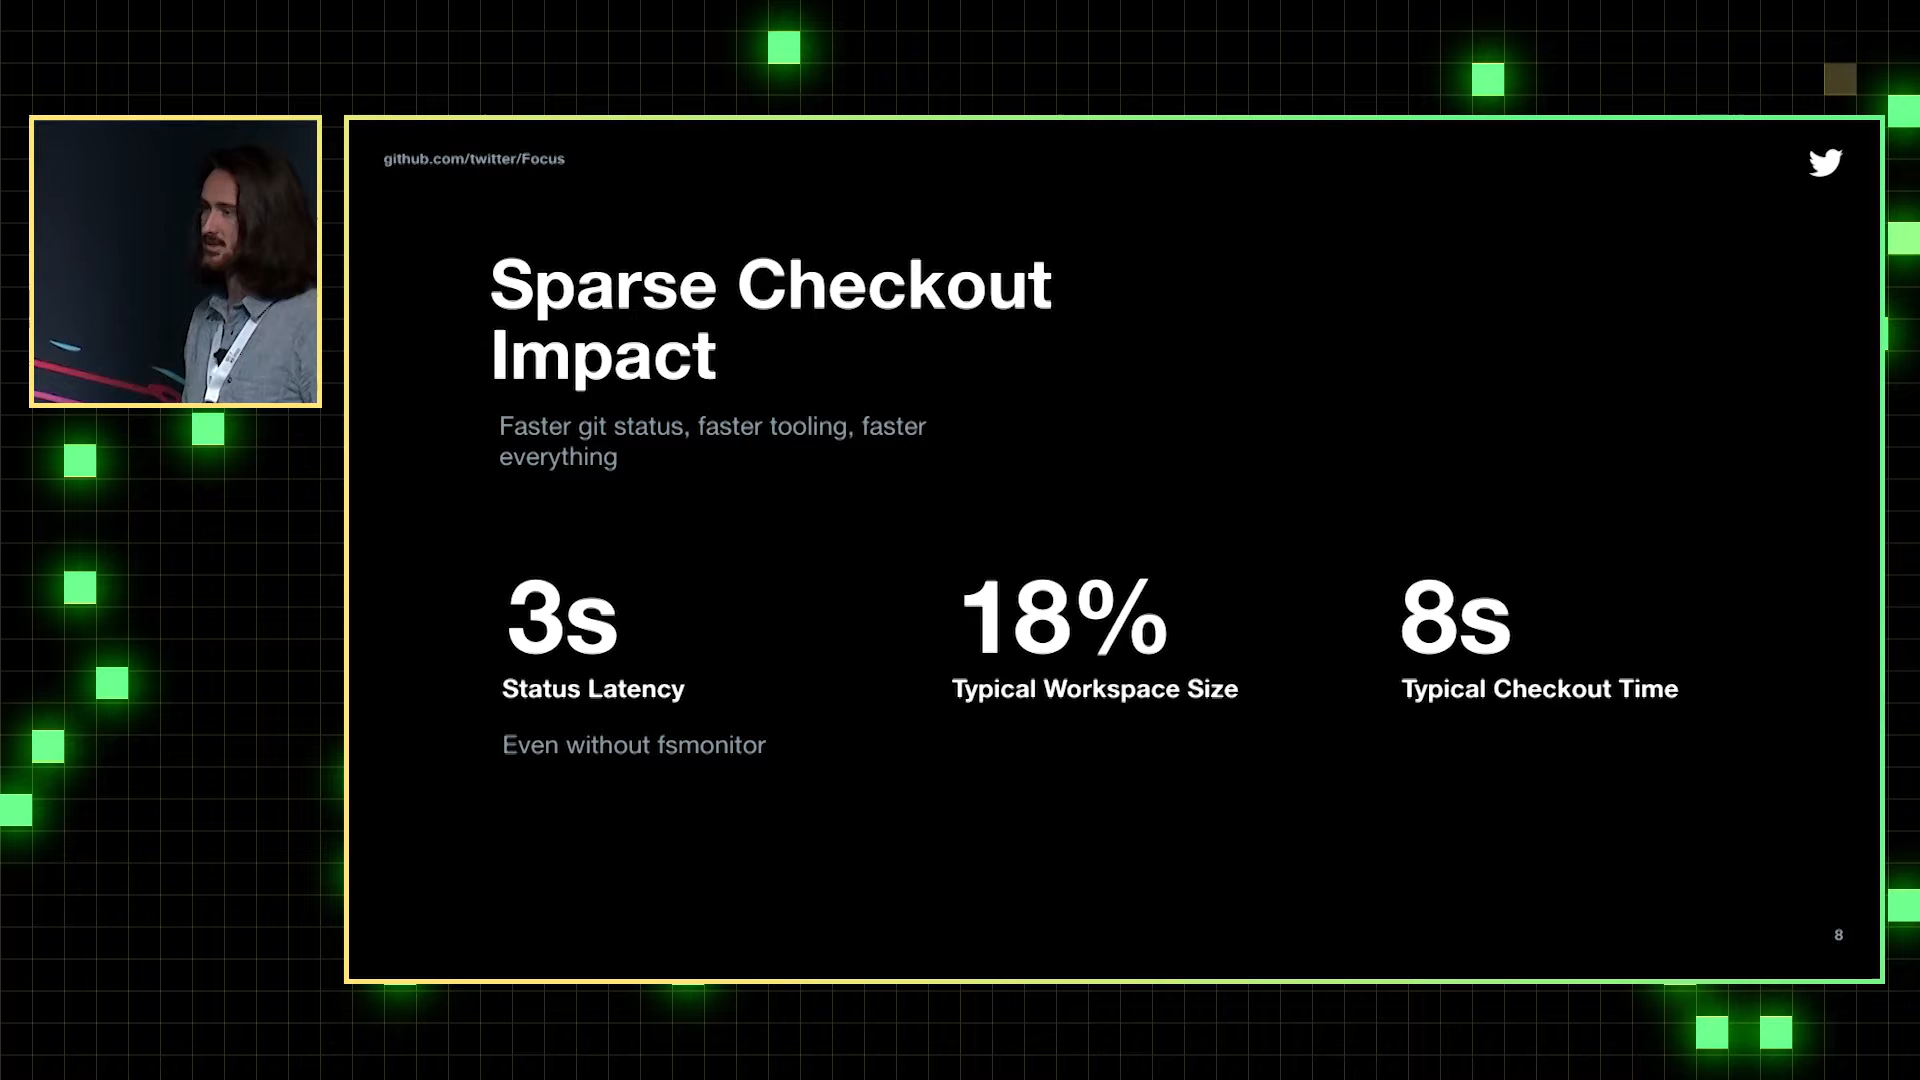 github.com/twitter/Focus
Sparse Checkout
Impact
Faster git status, faster tooling, faster
everything
3s
Status Latency
Even without fsmonitor
18%
Typical Workspace Size
8s
Typical Checkout Time
8